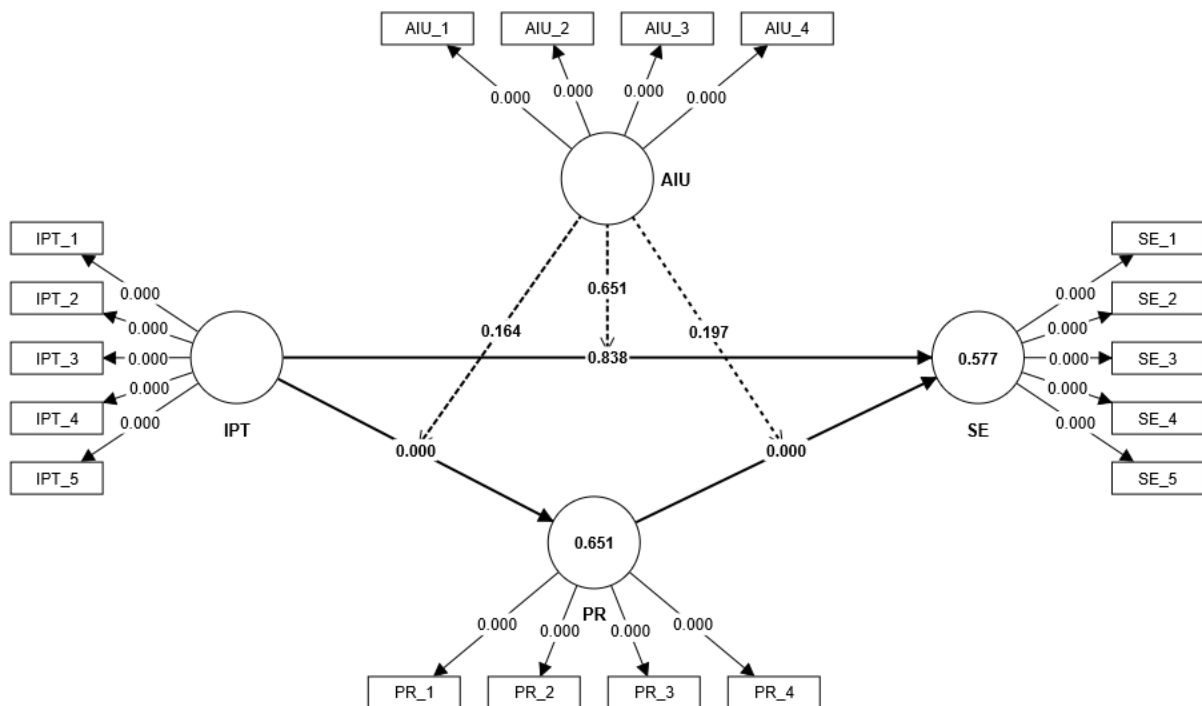 AIU_1
AIU_2
AIU_3
AIU_4
0.000
0.000
0.000
0.000
AIU
IPT_1
IPT_2
IPT_3
IPT_4
IPT_5
0.000
0.000
0.000
0.000
0.000
IPT
0.164
0.651
0.197
0.838
0.000
0.000
0.577
SE
SE_1
SE_2
SE_3
SE_4
SE_5
0.000
0.000
0.000
0.000
0.000
0.651
PR
0.000
0.000
0.000
0.000
PR_1
PR_2
PR_3
PR_4